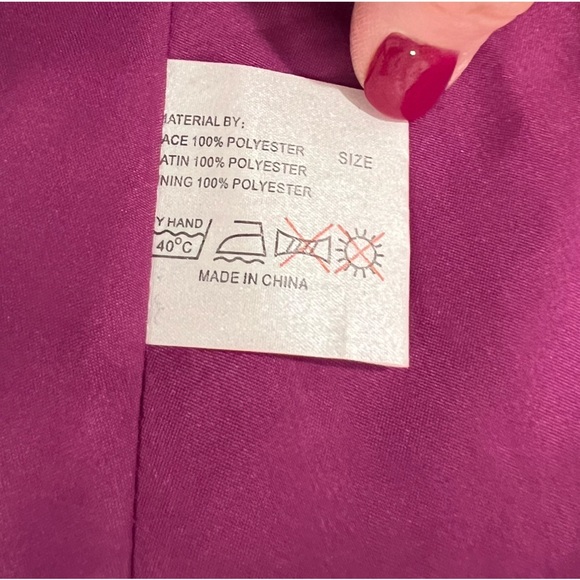 MATERIAL BY:
ACE 100% POLYESTER SIZE
ATIN 100% POLYESTER
NING 100% POLYESTER
Y HAND
40°C
MADE IN CHINA